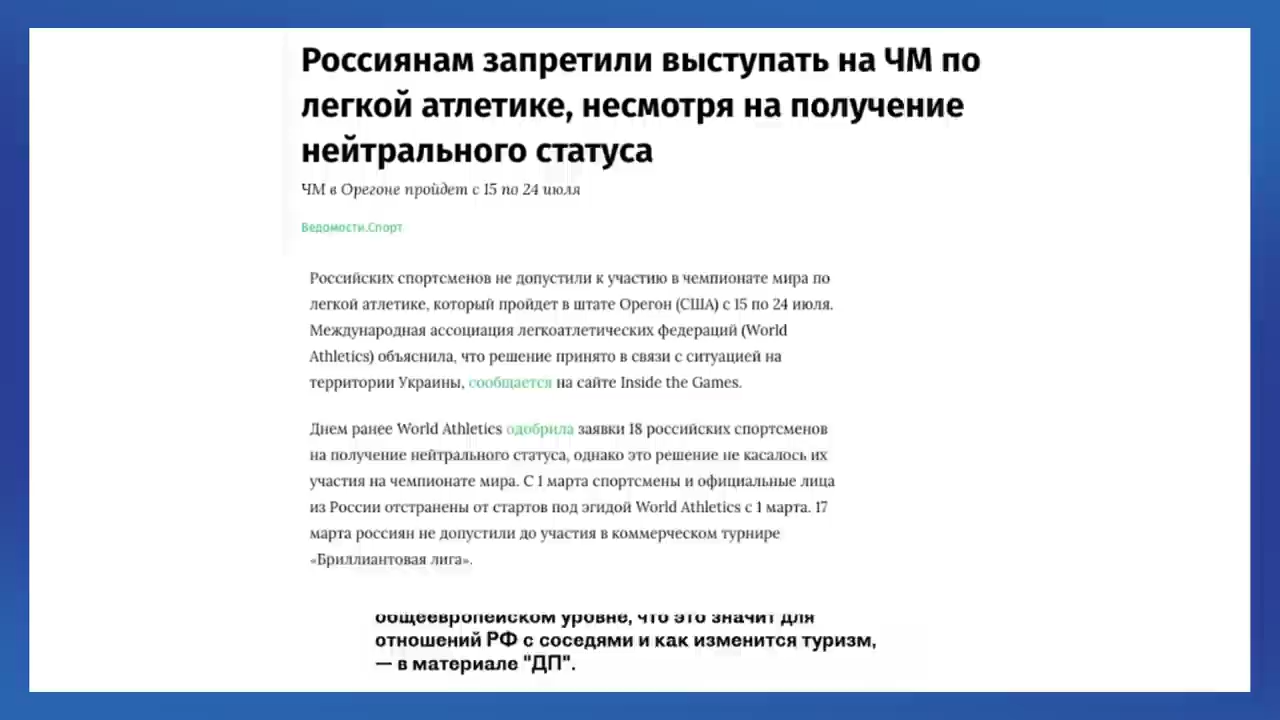 Россиянам запретили выступать на ЧМ по
легкой атлетике, несмотря на получение
нейтрального статуса
ЧМ в Орегоне пройдет с 15 по 24 июля
Ведомости.Спорт
Российских спортсменов не допустили к участию в чемпионате мира по
легкой атлетике, который пройдет в штате Орегон (США) с 15 по 24 июля.
Международная ассоциация легкоатлетических федераций (World
Athletics) объяснила, что решение принято в связи с ситуацией на
территории Украины, сообщается на сайте Inside the Games.
Днем ранее World Athletics одобрила заявки 18 российских спортсменов
на получение нейтрального статуса, однако это решение не касалось их
участия на чемпионате мира. С 1 марта спортсмены и официальные лица
из России отстранены от стартов под эгидой World Athletics с 1 марта. 17
марта россиян не допустили до участия в коммерческом турнире
«Бриллиантовая лига».
общеевропейском уровне, что это значит для
отношений РФ с соседями и как изменится туризм,
— в материале "ДП".